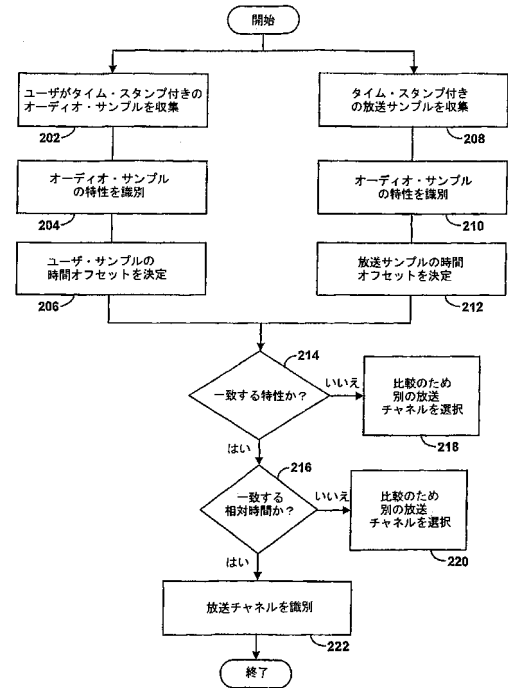 開始
ユーザがタイム・スタンプ付きの
オーディオ・サンプルを収集
202
タイム・スタンプ付き
の放送サンプルを収集
208
オーディオ・サンプル
の特性を識別
204
オーディオ・サンプル
の特性を識別
210
ユーザ・サンプルの
時間オフセットを決定
206
放送サンプルの時間
オフセットを決定
212
214
一致する特性か？
いいえ
比較のため
別の放送
チャネルを選択
218
はい
216
一致する
相対時間か？
いいえ
比較のため
別の放送
チャネルを選択
220
はい
放送チャネルを識別
222
終了